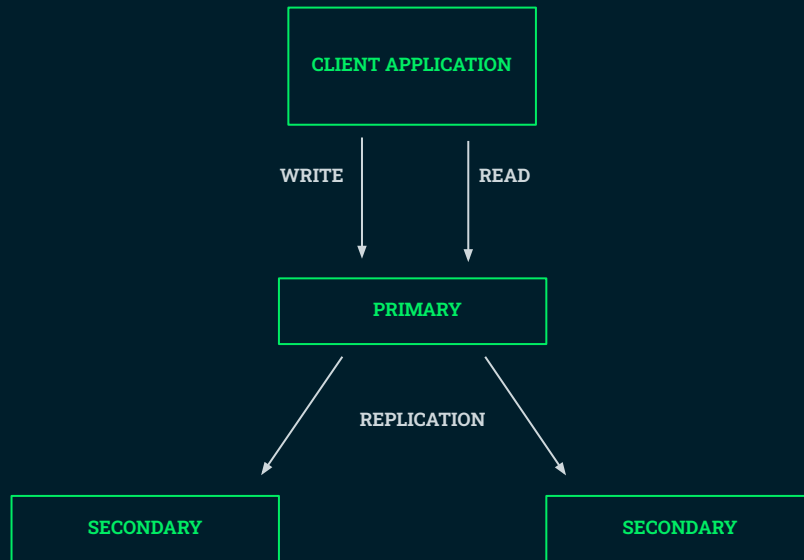 CLIENT APPLICATION
WRITE
READ
PRIMARY
REPLICATION
SECONDARY
SECONDARY